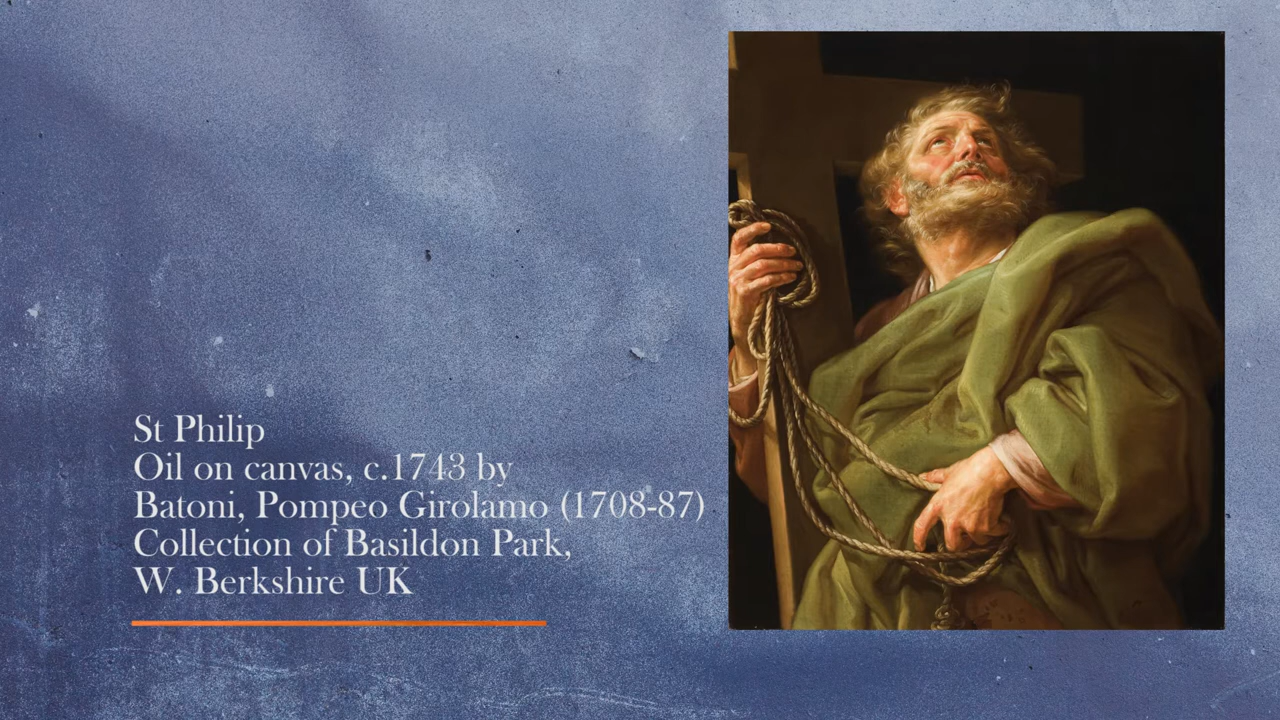 St Philip
Oil on canvas, c.1743 by
Batoni, Pompeo Girolamo (1708-87)
Collection of Basildon Park,
W. Berkshire UK